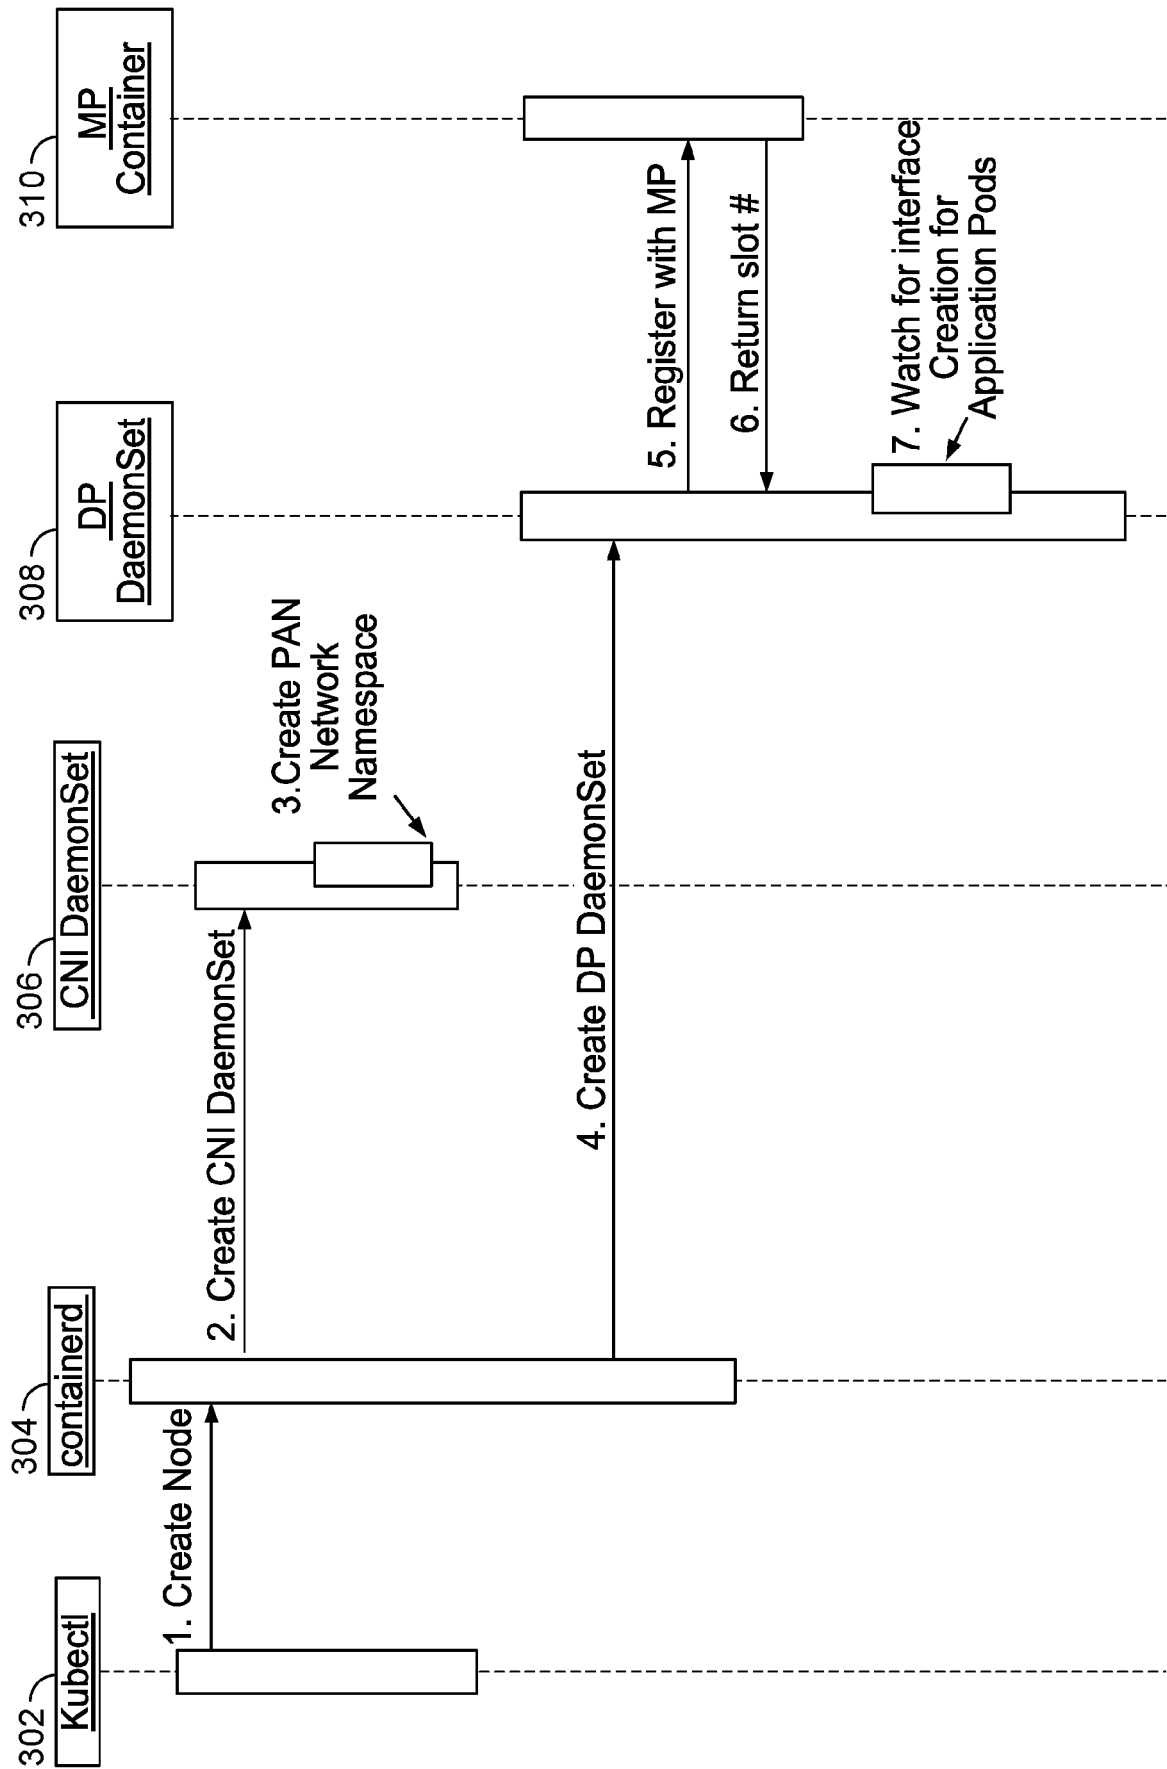 302
Kubectl
304
containerd
306
CNI DaemonSet
308
DP
DaemonSet
310
MP
Container
1. Create Node
2. Create CNI DaemonSet
3.Create PAN
Network
Namespace
4. Create DP DaemonSet
5. Register with MP
6. Return slot #
7. Watch for interface
Creation for
Application Pods